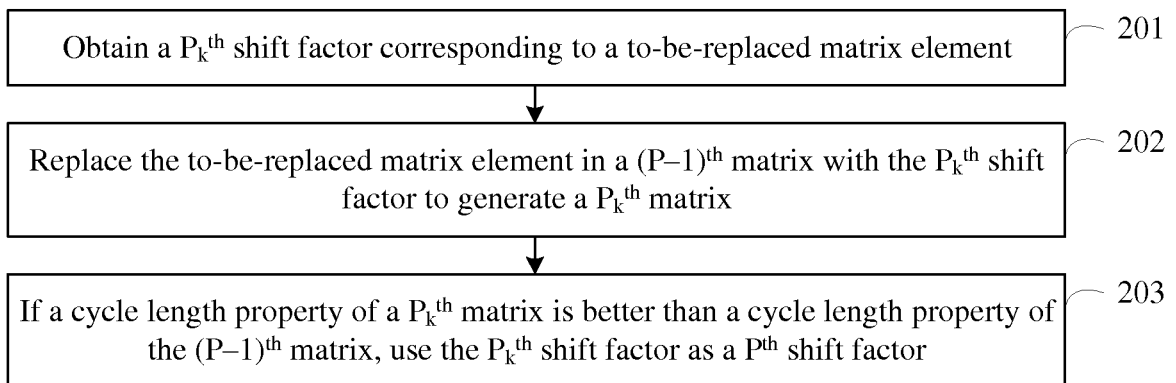 Obtain a Pₖᵗʰ shift factor corresponding to a to-be-replaced matrix element
201
Replace the to-be-replaced matrix element in a (P–1)ᵗʰ matrix with the Pₖᵗʰ shift
factor to generate a Pₖᵗʰ matrix
202
If a cycle length property of a Pₖᵗʰ matrix is better than a cycle length property of
the (P–1)ᵗʰ matrix, use the Pₖᵗʰ shift factor as a Pᵗʰ shift factor
203